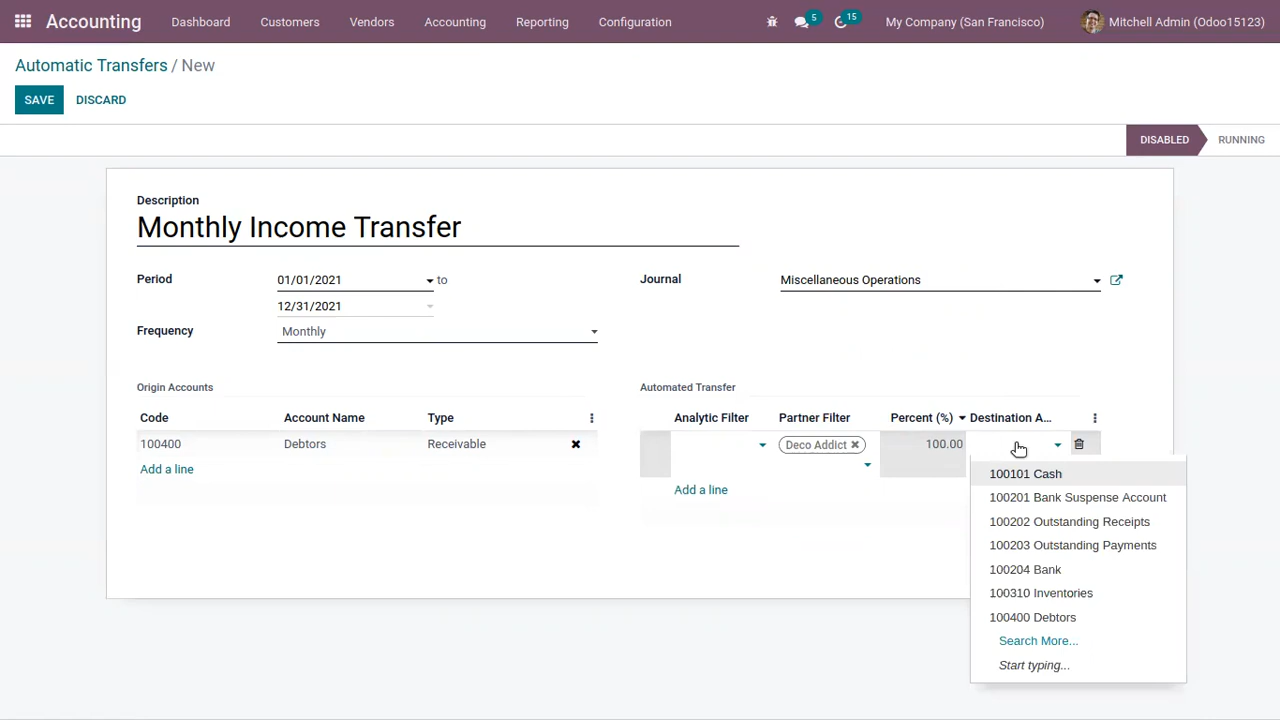 Accounting Dashboard Customers Vendors Accounting Reporting Configuration 5 15 My Company (San Francisco) Mitchell Admin (Odoo15123)
Automatic Transfers / New
SAVE DISCARD
DISABLED RUNNING
Description
Monthly Income Transfer
Period 01/01/2021 to Journal Miscellaneous Operations
12/31/2021
Frequency Monthly
Origin Accounts Automated Transfer
Code Account Name Type Analytic Filter Partner Filter Percent (%) Destination A...
100400 Debtors Receivable Deco Addict 100.00
Add a line
Add a line
100101 Cash
100201 Bank Suspense Account
100202 Outstanding Receipts
100203 Outstanding Payments
100204 Bank
100310 Inventories
100400 Debtors
Search More...
Start typing...